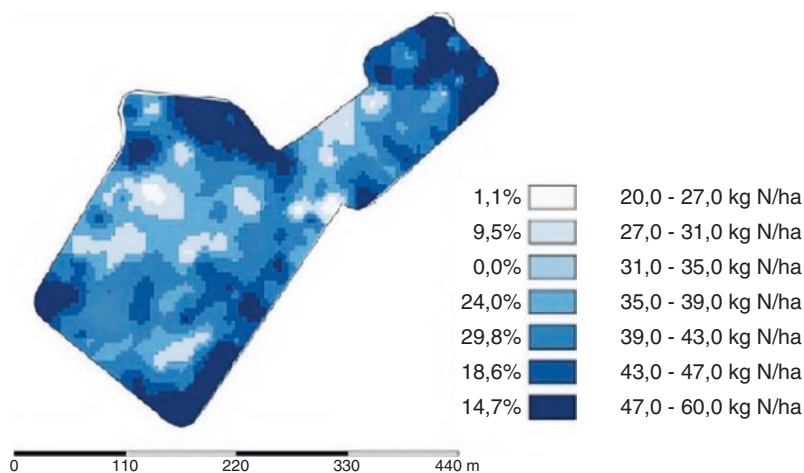 1,1% 20,0 - 27,0 kg N/ha
9,5% 27,0 - 31,0 kg N/ha
0,0% 31,0 - 35,0 kg N/ha
24,0% 35,0 - 39,0 kg N/ha
29,8% 39,0 - 43,0 kg N/ha
18,6% 43,0 - 47,0 kg N/ha
14,7% 47,0 - 60,0 kg N/ha
0 110 220 330 440 m